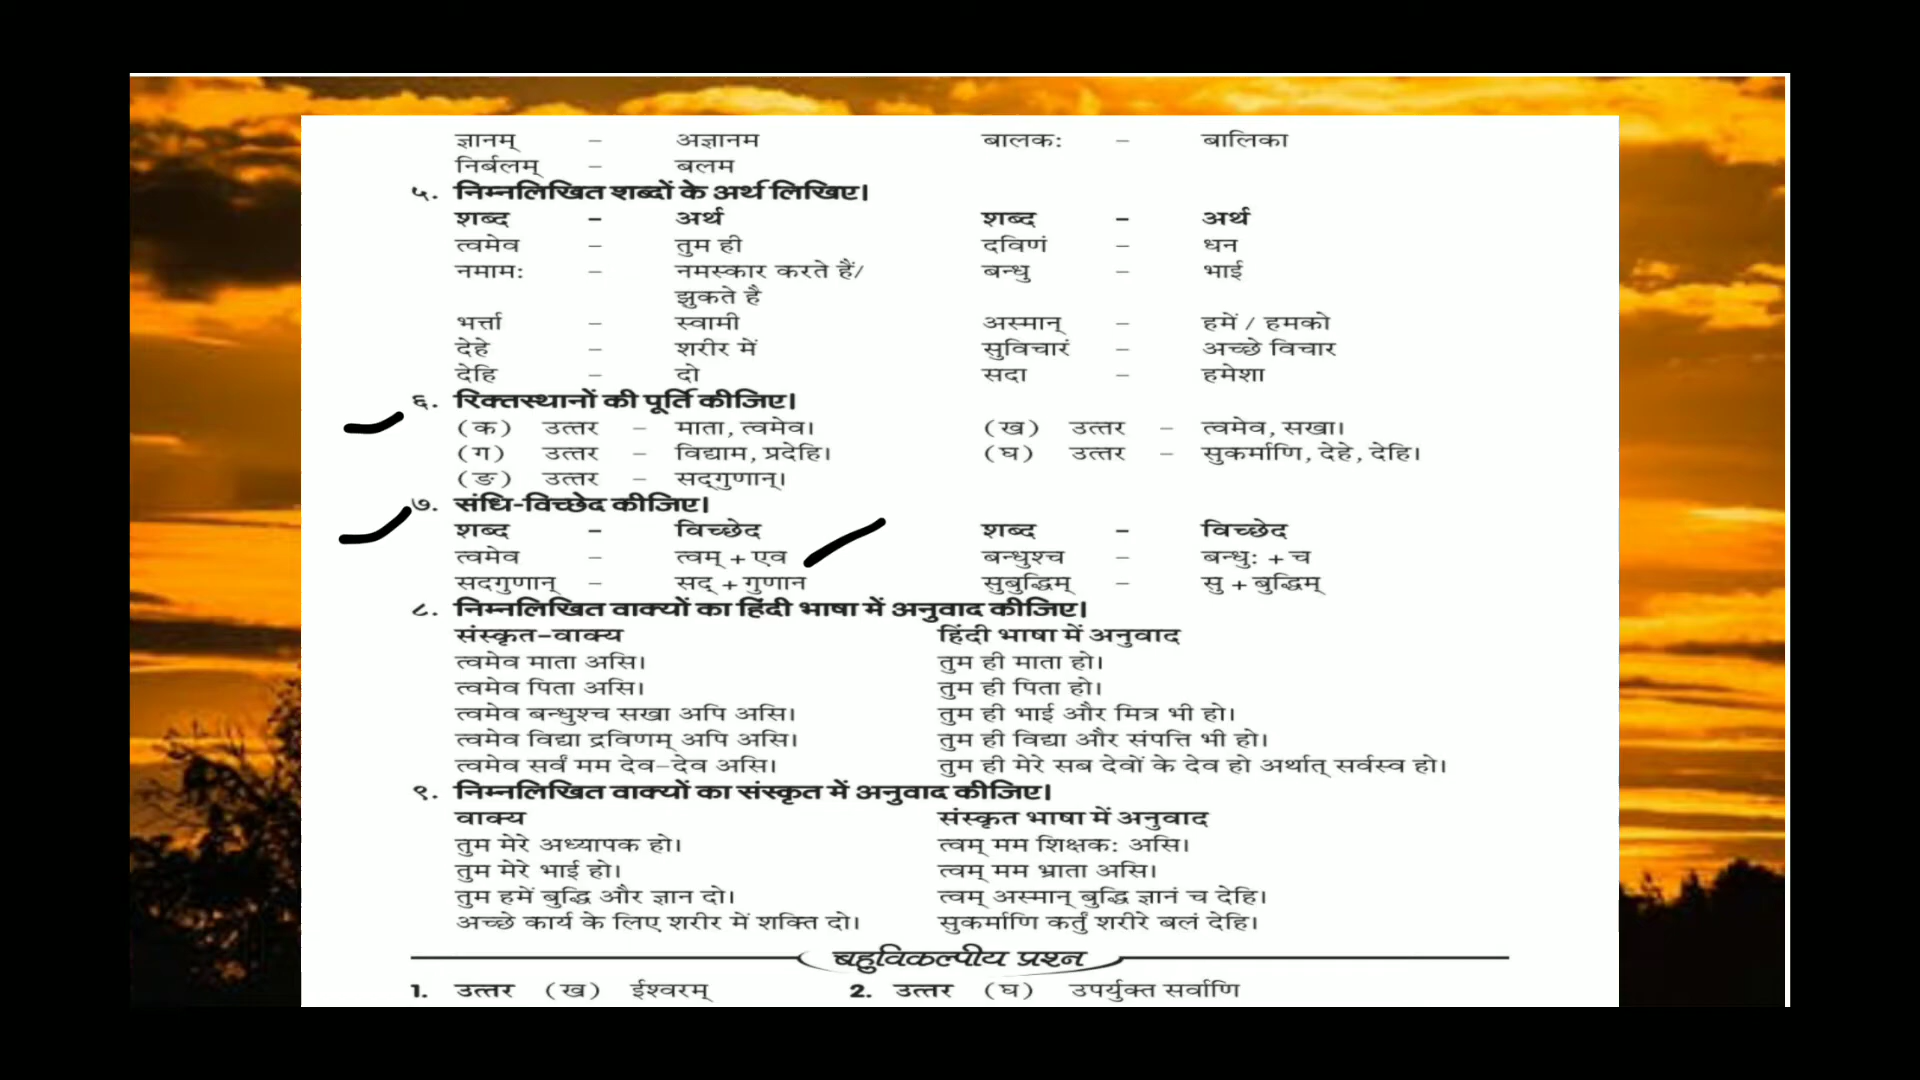 ज्ञानम् – अज्ञानम बालक: – बालिका
निर्बलम् – बलम
५. निम्नलिखित शब्दों के अर्थ लिखिए।
शब्द – अर्थ शब्द – अर्थ
त्वमेव – तुम ही दविणं – धन
नमाम: – नमस्कार करते हैं/ बन्धु – भाई
झुकते है
भर्त्ता – स्वामी अस्मान् – हमें / हमको
देहे – शरीर में सुविचारं – अच्छे विचार
देहि – दो सदा – हमेशा
६. रिक्तस्थानों की पूर्ति कीजिए।
(क) उत्तर – माता, त्वमेव। (ख) उत्तर – त्वमेव, सखा।
(ग) उत्तर – विद्याम, प्रदेहि। (घ) उत्तर – सुकर्माणि, देहे, देहि।
(ङ) उत्तर – सद्‌गुणान्।
७. संधि-विच्छेद कीजिए।
शब्द – विच्छेद शब्द – विच्छेद
त्वमेव – त्वम् + एव बन्धुश्च – बन्धु: + च
सदगुणान् – सद् + गुणान सुबुद्धिम् – सु + बुद्धिम्
८. निम्नलिखित वाक्यों का हिंदी भाषा में अनुवाद कीजिए।
संस्कृत-वाक्य हिंदी भाषा में अनुवाद
त्वमेव माता असि। तुम ही माता हो।
त्वमेव पिता असि। तुम ही पिता हो।
त्वमेव बन्धुश्च सखा अपि असि। तुम ही भाई और मित्र भी हो।
त्वमेव विद्या द्रविणम् अपि असि। तुम ही विद्या और संपत्ति भी हो।
त्वमेव सर्वं मम देव-देव असि। तुम ही मेरे सब देवों के देव हो अर्थात् सर्वस्व हो।
९. निम्नलिखित वाक्यों का संस्कृत में अनुवाद कीजिए।
वाक्य संस्कृत भाषा में अनुवाद
तुम मेरे अध्यापक हो। त्वम् मम शिक्षक: असि।
तुम मेरे भाई हो। त्वम् मम भ्राता असि।
तुम हमें बुद्धि और ज्ञान दो। त्वम् अस्मान् बुद्धि ज्ञानं च देहि।
अच्छे कार्य के लिए शरीर में शक्ति दो। सुकर्माणि कर्तुं शरीरे बलं देहि।
बहुविकल्पीय प्रश्न
1. उत्तर (ख) ईश्वरम् 2. उत्तर (घ) उपर्युक्त सर्वाणि